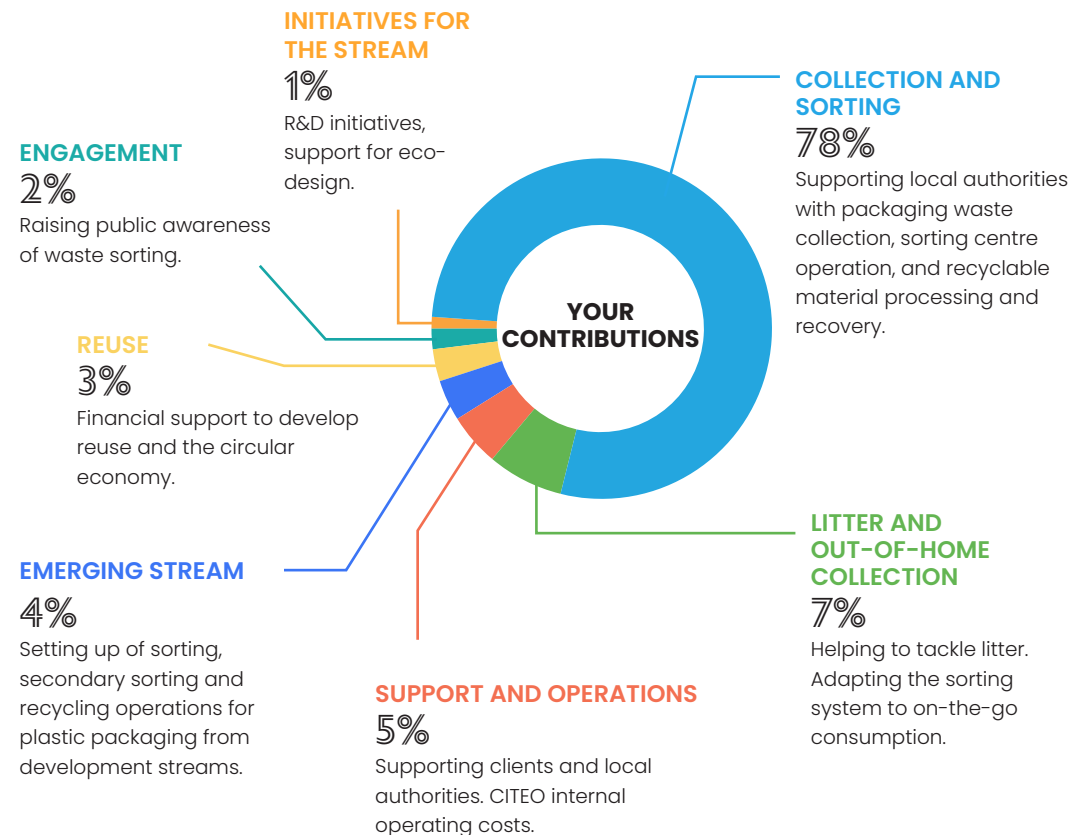 INITIATIVES FOR
THE STREAM
1%
R&D initiatives,
support for eco-
design.
COLLECTION AND
SORTING
78%
Supporting local authorities
with packaging waste
collection, sorting centre
operation, and recyclable
material processing and
recovery.
ENGAGEMENT
2%
Raising public awareness
of waste sorting.
YOUR
CONTRIBUTIONS
REUSE
3%
Financial support to develop
reuse and the circular
economy.
LITTER AND
OUT-OF-HOME
COLLECTION
7%
Helping to tackle litter.
Adapting the sorting
system to on-the-go
consumption.
EMERGING STREAM
4%
Setting up of sorting,
secondary sorting and
recycling operations for
plastic packaging from
development streams.
SUPPORT AND OPERATIONS
5%
Supporting clients and local
authorities. CITEO internal
operating costs.